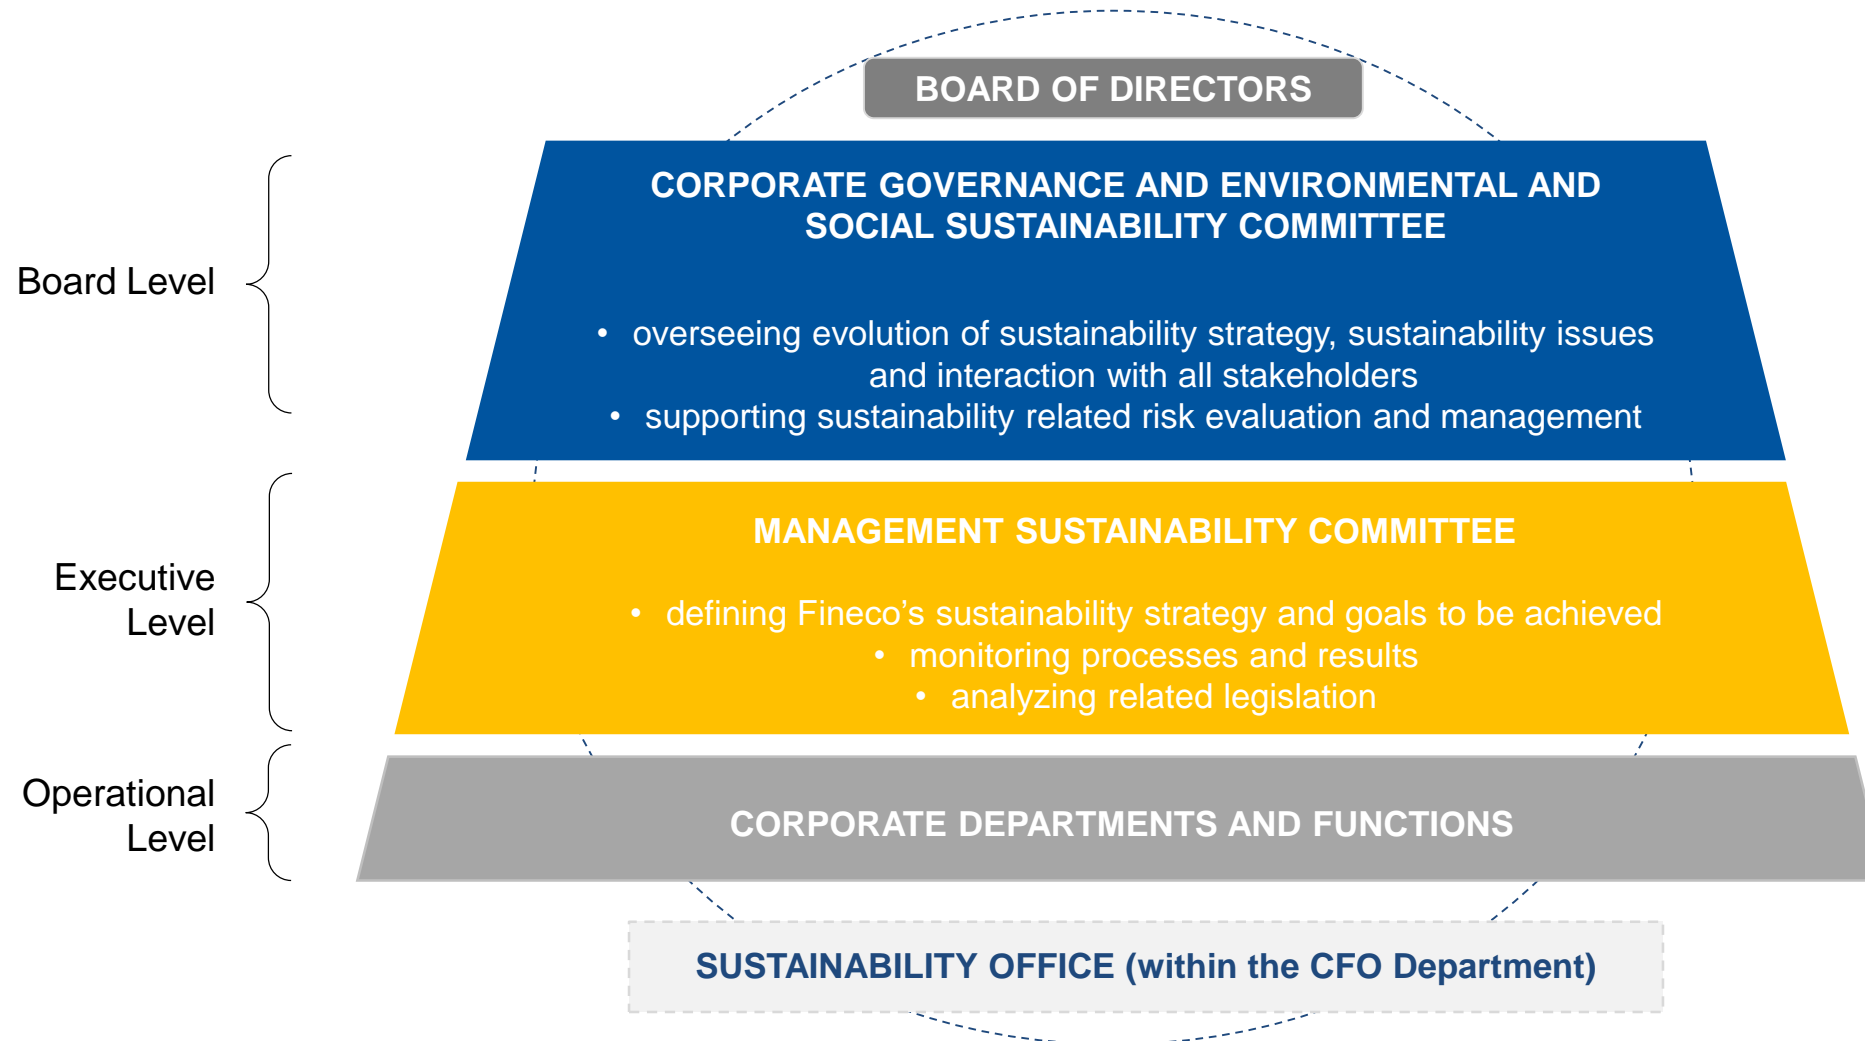 BOARD OF DIRECTORS
Board Level
CORPORATE GOVERNANCE AND ENVIRONMENTAL AND
SOCIAL SUSTAINABILITY COMMITTEE
• overseeing evolution of sustainability strategy, sustainability issues
and interaction with all stakeholders
• supporting sustainability related risk evaluation and management
Executive
Level
MANAGEMENT SUSTAINABILITY COMMITTEE
• defining Fineco’s sustainability strategy and goals to be achieved
• monitoring processes and results
• analyzing related legislation
Operational
Level
CORPORATE DEPARTMENTS AND FUNCTIONS
SUSTAINABILITY OFFICE (within the CFO Department)